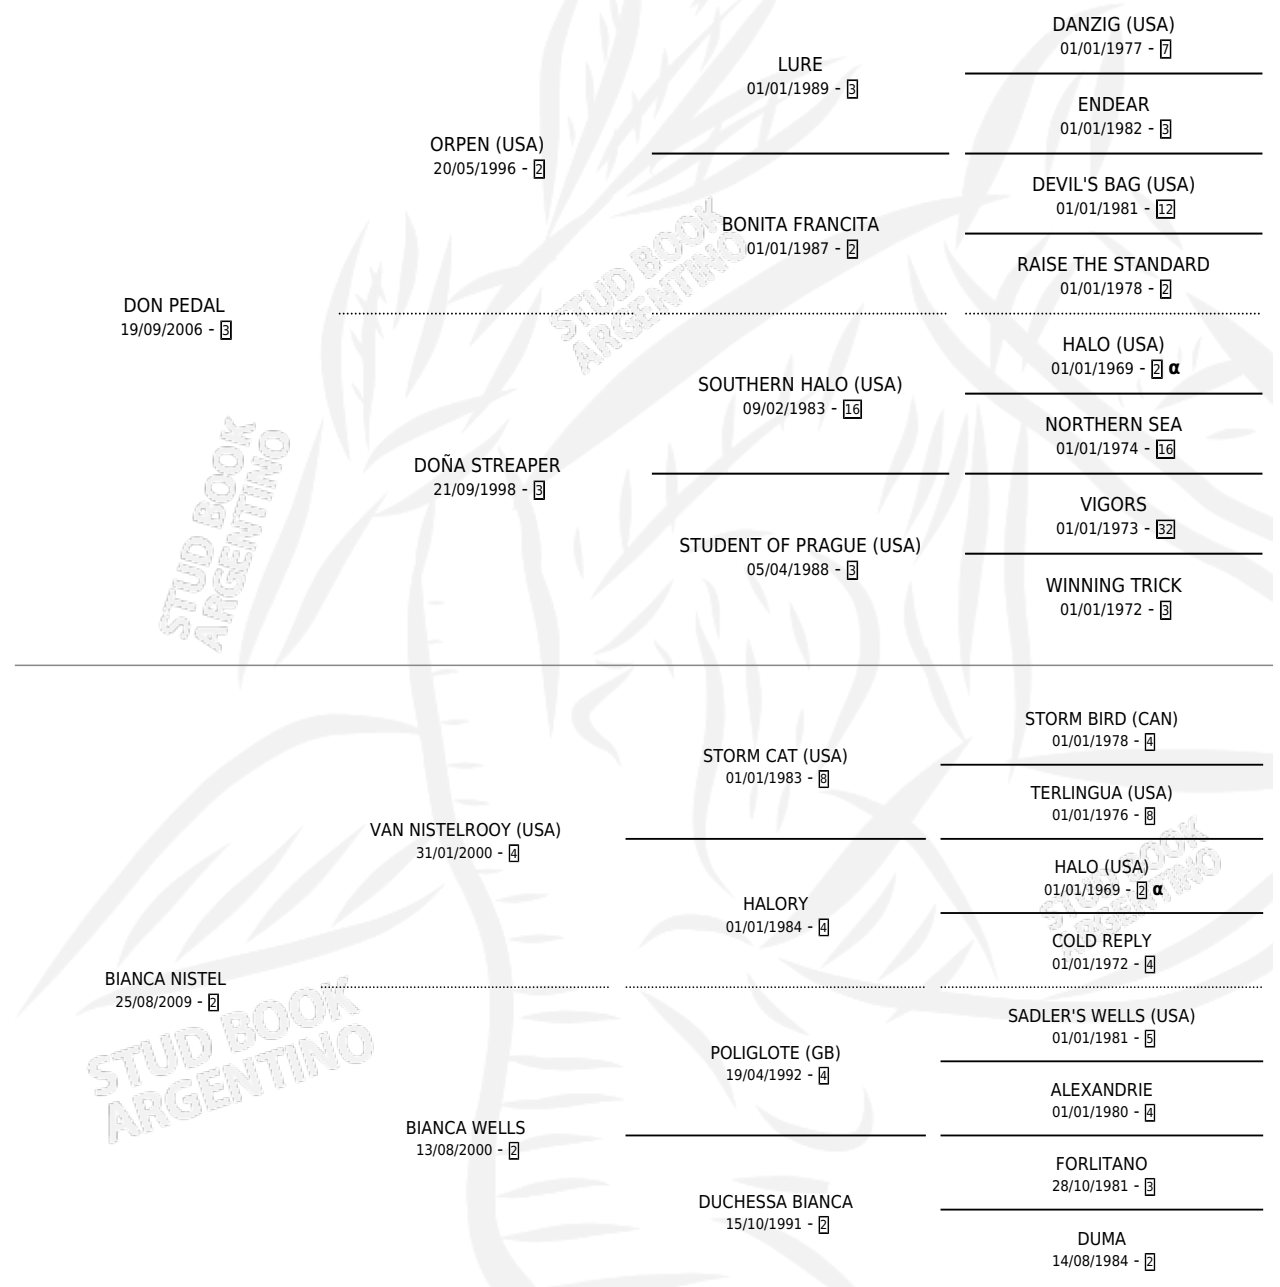 DANZIG (USA)
01/01/1977 - 7
LURE
01/01/1989 - 3
ENDEAR
01/01/1982 - 3
ORPEN (USA)
20/05/1996 - 2
DEVIL'S BAG (USA)
01/01/1981 - 12
BONITA FRANCITA
01/01/1987 - 2
RAISE THE STANDARD
01/01/1978 - 2
DON PEDAL
19/09/2006 - 3
HALO (USA)
01/01/1969 - 2 α
SOUTHERN HALO (USA)
09/02/1983 - 16
NORTHERN SEA
01/01/1974 - 16
DOÑA STREAPER
21/09/1998 - 3
VIGORS
01/01/1973 - 32
STUDENT OF PRAGUE (USA)
05/04/1988 - 3
WINNING TRICK
01/01/1972 - 3
STORM BIRD (CAN)
01/01/1978 - 4
STORM CAT (USA)
01/01/1983 - 8
TERLINGUA (USA)
01/01/1976 - 8
VAN NISTELROOY (USA)
31/01/2000 - 4
HALO (USA)
01/01/1969 - 2 α
HALORY
01/01/1984 - 4
COLD REPLY
01/01/1972 - 4
BIANCA NISTEL
25/08/2009 - 2
SADLER'S WELLS (USA)
01/01/1981 - 5
POLIGLOTE (GB)
19/04/1992 - 4
ALEXANDRIE
01/01/1980 - 4
BIANCA WELLS
13/08/2000 - 2
FORLITANO
28/10/1981 - 3
DUCHESSA BIANCA
15/10/1991 - 2
DUMA
14/08/1984 - 2
STUD BOOK
ARGENTINO
STUD BOOK
ARGENTINO
STUD BOOK
ARGENTINO
STUD BOOK
ARGENTINO